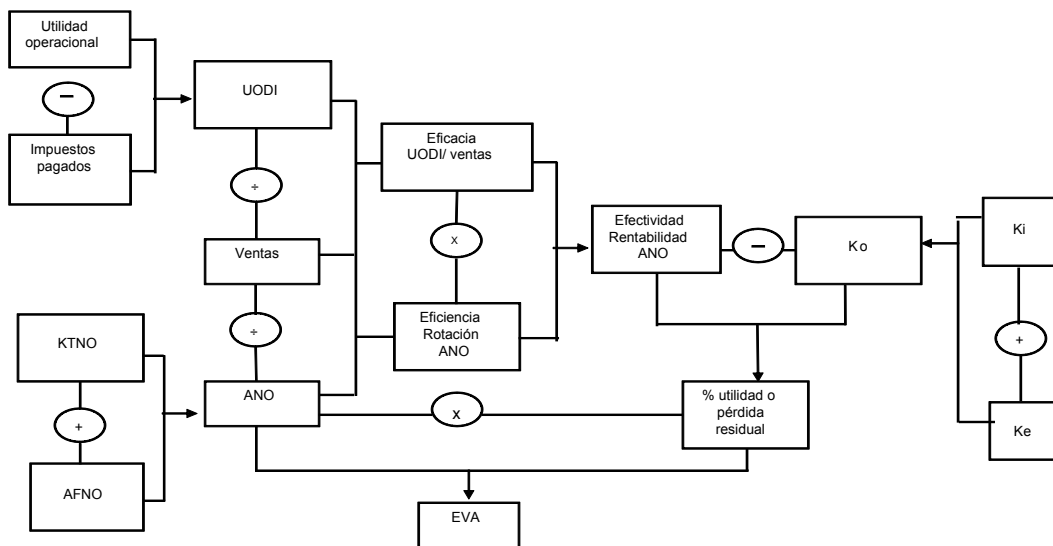 Utilidad
operacional
−
Impuestos
pagados
UODI
÷
Ventas
÷
ANO
KTNO
+
AFNO
Eficacia
UODI/ ventas
x
Eficiencia
Rotación
ANO
Efectividad
Rentabilidad
ANO
−
Ko
Ki
+
Ke
x
% utilidad o
pérdida
residual
EVA